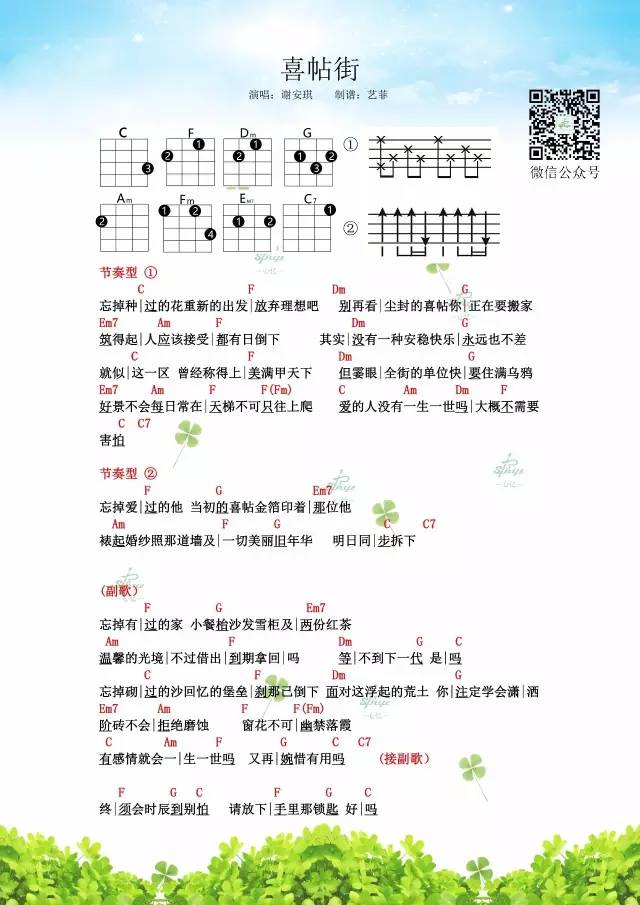 喜帖街
演唱：谢安琪 制谱：艺菲
微信公众号
C F Dm G ①
3 2 1 2 1 1 2 3
Am Fm EM7 C7 ②
2 1 2 4 2 1
节奏型 ①
C F Dm G
忘掉种|过的花重新的出发|放弃理想吧 别再看|尘封的喜帖你|正在要搬家
Em7 Am F Dm G
筑得起|人应该接受|都有日倒下 其实|没有一种安稳快乐|永远也不差
C F Dm G
就似|这一区 曾经称得上|美满甲天下 但霎眼|全街的单位快|要住满乌鸦
Em7 Am F F(Fm) C Am Dm F
好景不会每日常在|天梯不可只往上爬 爱的人没有一生一世吗|大概不需要
C C7
害怕
节奏型 ②
F G Em7
忘掉爱|过的他 当初的喜帖金箔印着|那位他
Am F G C C7
裱起婚纱照那道墙及|一切美丽旧年华 明日同|步拆下
(副歌)
F G Em7
忘掉有|过的家 小餐枱沙发雪柜及|两份红茶
Am F Dm G C
温馨的光境|不过借出|到期拿回|吗 等|不到下一代 是|吗
C F Dm G
忘掉砌|过的沙回忆的堡垒|刹那已倒下 面对这浮起的荒土 你|注定学会潇|洒
Em7 Am F F(Fm)
阶砖不会|拒绝磨蚀 窗花不可|幽禁落霞
C Am F G C C7
有感情就会一|生一世吗 又再|婉惜有用吗 (接副歌)
F G C F G C
终|须会时辰到别怕 请放下|手里那锁匙 好|吗